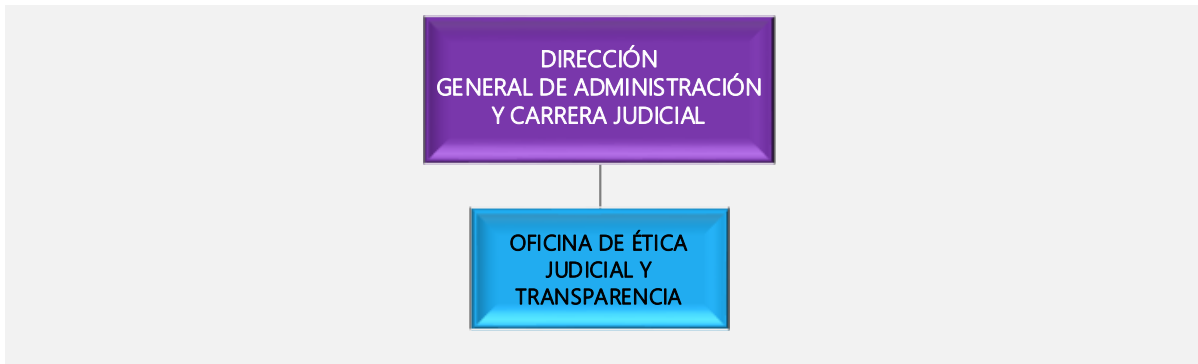 DIRECCIÓN
GENERAL DE ADMINISTRACIÓN
Y CARRERA JUDICIAL
OFICINA DE ÉTICA
JUDICIAL Y
TRANSPARENCIA